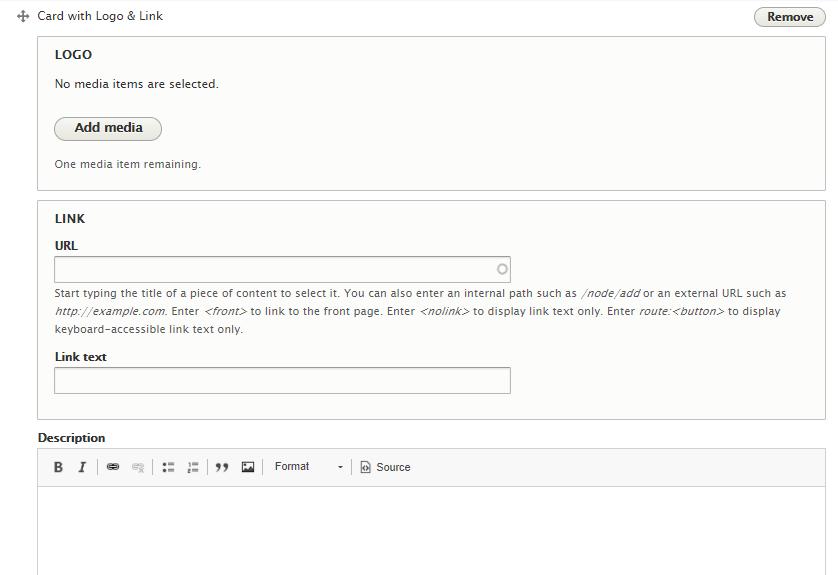 Card with Logo & Link
Remove
LOGO
No media items are selected.
Add media
One media item remaining.
LINK
URL
Start typing the title of a piece of content to select it. You can also enter an internal path such as /node/add or an external URL such as
http://example.com. Enter <front> to link to the front page. Enter <nolink> to display link text only. Enter route:<button> to display
keyboard-accessible link text only.
Link text
Description
B I Format Source